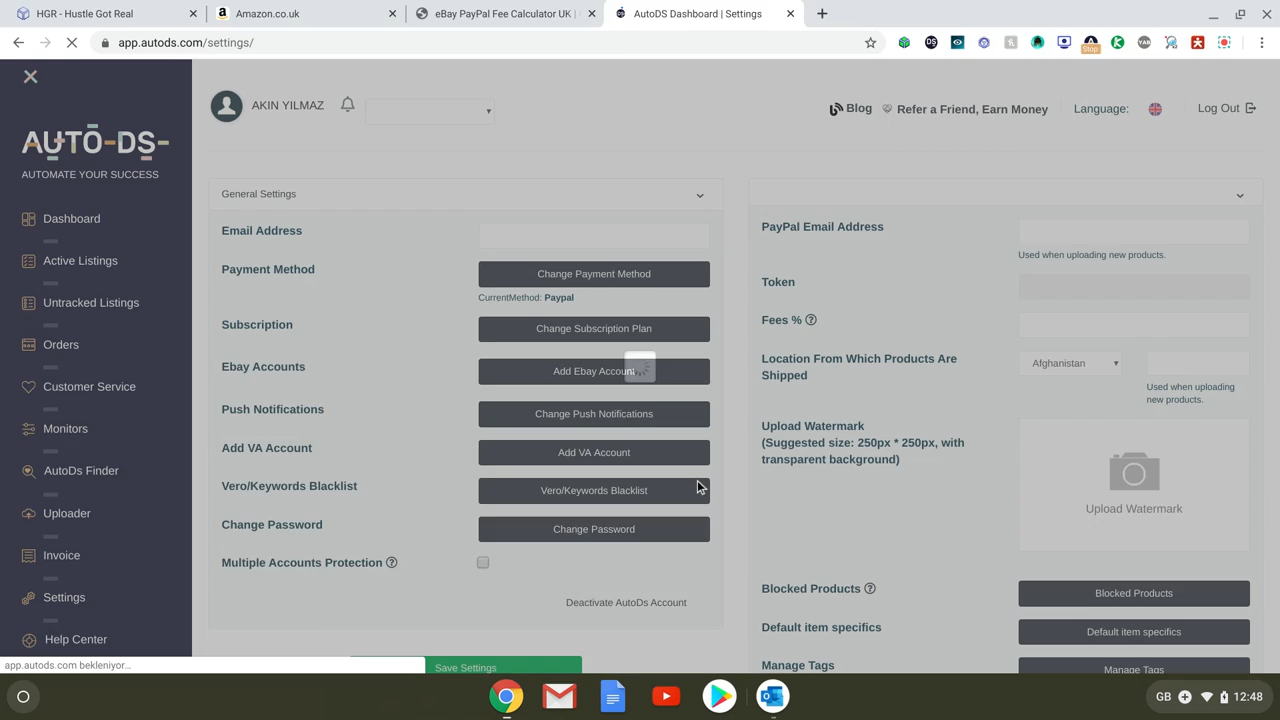 HGR - Hustle Got Real
Amazon.co.uk
eBay PayPal Fee Calculator UK |
AutoDS Dashboard | Settings
app.autods.com/settings/
DS
YAB
Stop
AKIN YILMAZ
Blog
Refer a Friend, Earn Money
Language:
Log Out
AUTO-DS
AUTOMATE YOUR SUCCESS
Dashboard
Active Listings
Untracked Listings
Orders
Customer Service
Monitors
AutoDs Finder
Uploader
Invoice
Settings
Help Center
General Settings
Email Address
Payment Method
Change Payment Method
CurrentMethod: Paypal
Subscription
Change Subscription Plan
Ebay Accounts
Add Ebay Account
Push Notifications
Change Push Notifications
Add VA Account
Add VA Account
Vero/Keywords Blacklist
Vero/Keywords Blacklist
Change Password
Change Password
Multiple Accounts Protection ?
Deactivate AutoDs Account
Save Settings
PayPal Email Address
Used when uploading new products.
Token
Fees % ?
Location From Which Products Are
Shipped
Afghanistan
Used when uploading
new products.
Upload Watermark
(Suggested size: 250px * 250px, with
transparent background)
Upload Watermark
Blocked Products ?
Blocked Products
Default item specifics
Default item specifics
Manage Tags
Manage Tags
app.autods.com bekleniyor...
GB
12:48